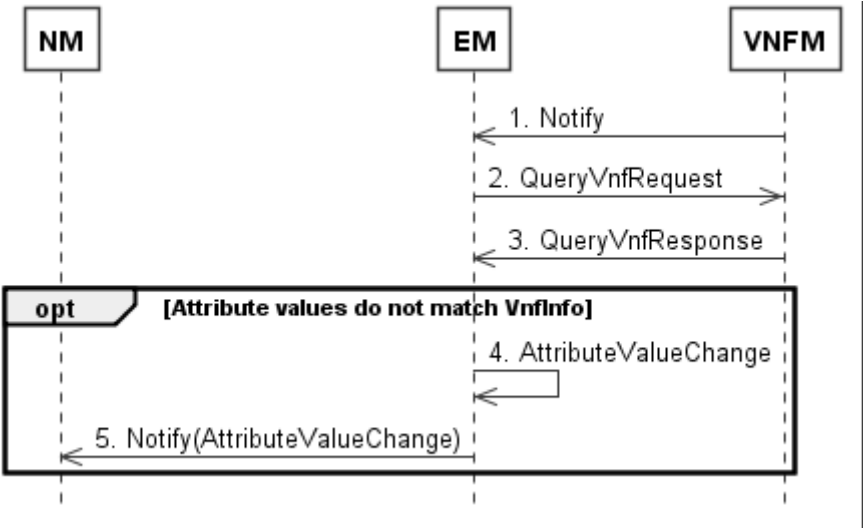 NM EM VNFM
1. Notify
2. QueryVnfRequest
3. QueryVnfResponse
opt [Attribute values do not match VnfInfo]
4. AttributeValueChange
5. Notify(AttributeValueChange)